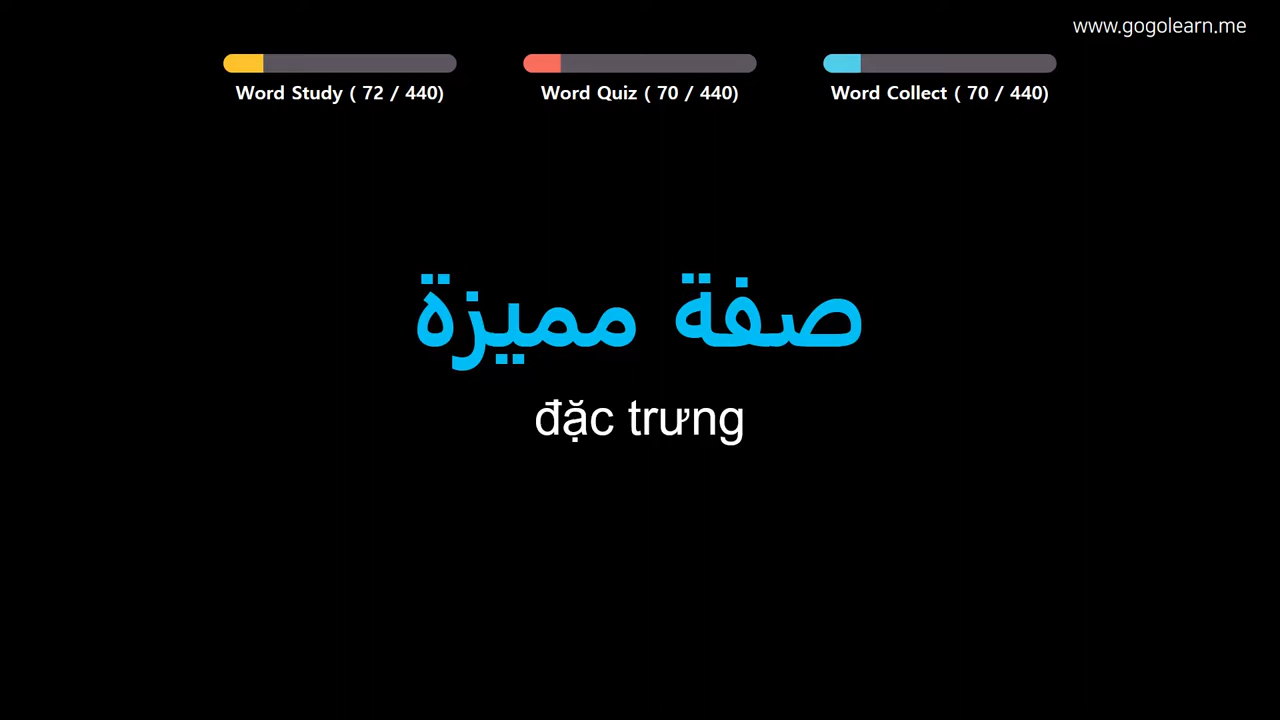 www.gogolearn.me
Word Study ( 72 / 440)
Word Quiz ( 70 / 440)
Word Collect ( 70 / 440)
صفة مميزة
đặc trưng